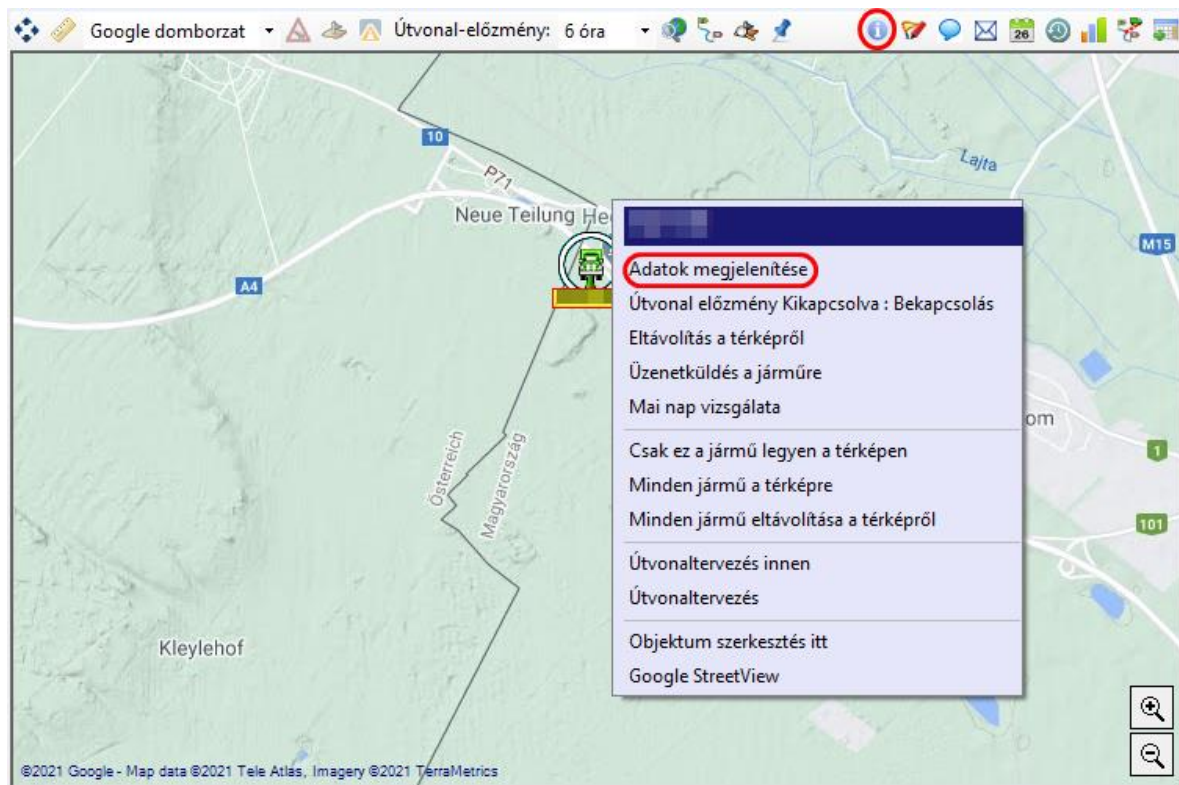 Google domborzat
Útvonal-előzmény: 6 óra
26
10
P71
Lajta
Neue Teilung
M15
A4
Adatok megjelenítése
Útvonal előzmény Kikapcsolva : Bekapcsolás
Eltávolítás a térképről
Üzenetküldés a járműre
Mai nap vizsgálata
Csak ez a jármű legyen a térképen
Minden jármű a térképre
Minden jármű eltávolítása a térképről
Útvonaltervezés innen
Útvonaltervezés
Objektum szerkesztés itt
Google StreetView
om
1
101
Österreich
Magyarország
Kleylehof
©2021 Google - Map data ©2021 Tele Atlas, Imagery ©2021 TerraMetrics